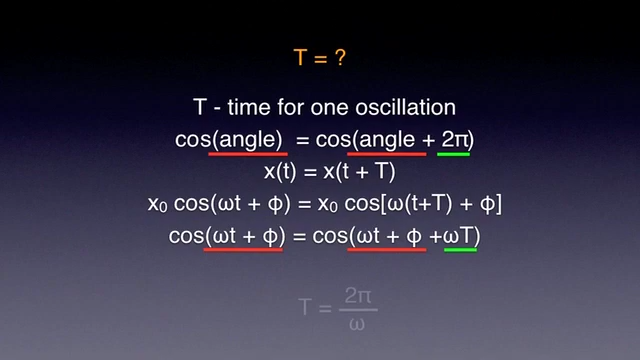 T = ?
T - time for one oscillation
cos(angle) = cos(angle + 2π)
x(t) = x(t + T)
x₀ cos(ωt + φ) = x₀ cos[ω(t+T) + φ]
cos(ωt + φ) = cos(ωt + φ +ωT)
T = 2π/ω